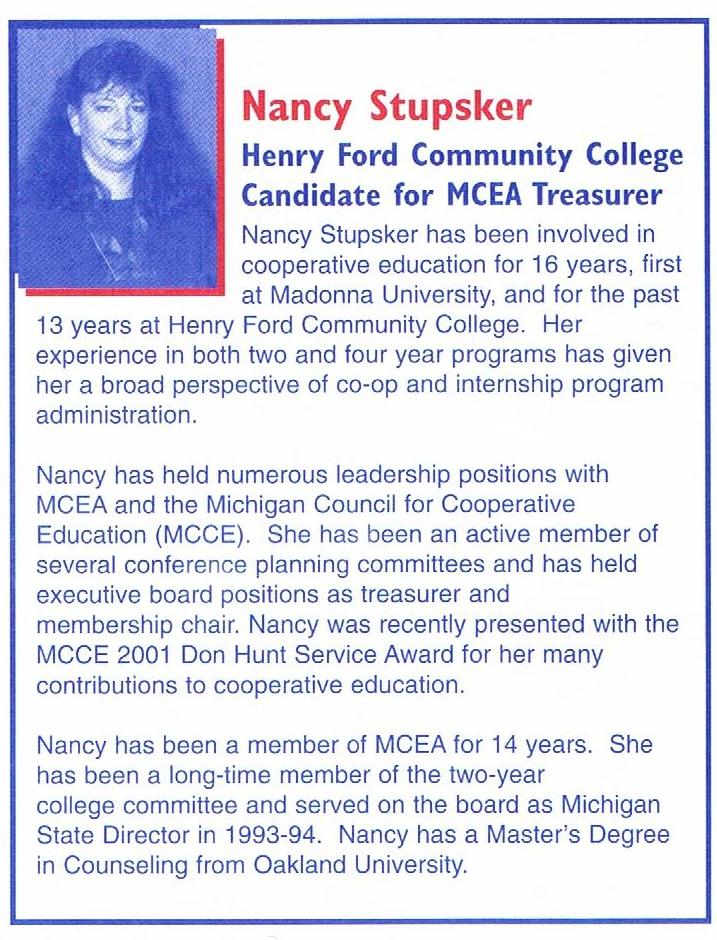 Nancy Stupsker
Henry Ford Community College
Candidate for MCEA Treasurer
Nancy Stupsker has been involved in
cooperative education for 16 years, first
at Madonna University, and for the past
13 years at Henry Ford Community College.  Her
experience in both two and four year programs has given
her a broad perspective of co-op and internship program
administration.

Nancy has held numerous leadership positions with
MCEA and the Michigan Council for Cooperative
Education (MCCE).  She has been an active member of
several conference planning committees and has held
executive board positions as treasurer and
membership chair. Nancy was recently presented with the
MCCE 2001 Don Hunt Service Award for her many
contributions to cooperative education.

Nancy has been a member of MCEA for 14 years.  She
has been a long-time member of the two-year
college committee and served on the board as Michigan
State Director in 1993-94.  Nancy has a Master's Degree
in Counseling from Oakland University.